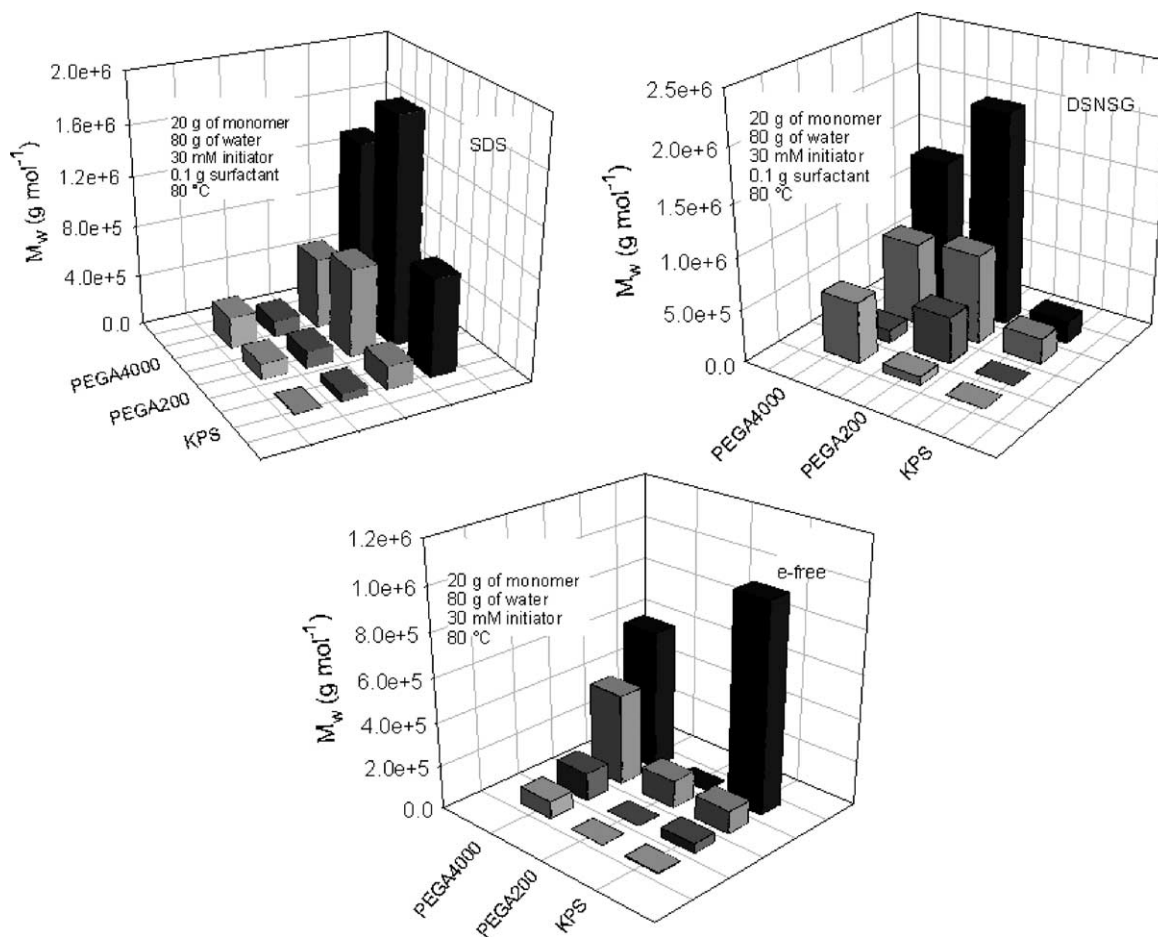 2.0e+6
1.6e+6
1.2e+6
8.0e+5
4.0e+5
0.0
Mw (g mol⁻¹)
20 g of monomer
80 g of water
30 mM initiator
0.1 g surfactant
80 °C
SDS
PEGA4000
PEGA200
KPS
2.5e+6
2.0e+6
1.5e+6
1.0e+6
5.0e+5
0.0
Mw (g mol⁻¹)
20 g of monomer
80 g of water
30 mM initiator
0.1 g surfactant
80 °C
DSNSG
PEGA4000
PEGA200
KPS
1.2e+6
1.0e+6
8.0e+5
6.0e+5
4.0e+5
2.0e+5
0.0
Mw (g mol⁻¹)
20 g of monomer
80 g of water
30 mM initiator
80 °C
e-free
PEGA4000
PEGA200
KPS